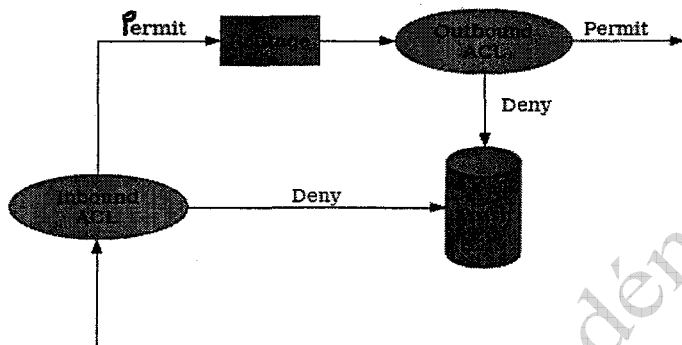 Permit
Outbound
ACL
Permit
Deny
Inbound
ACL
Deny